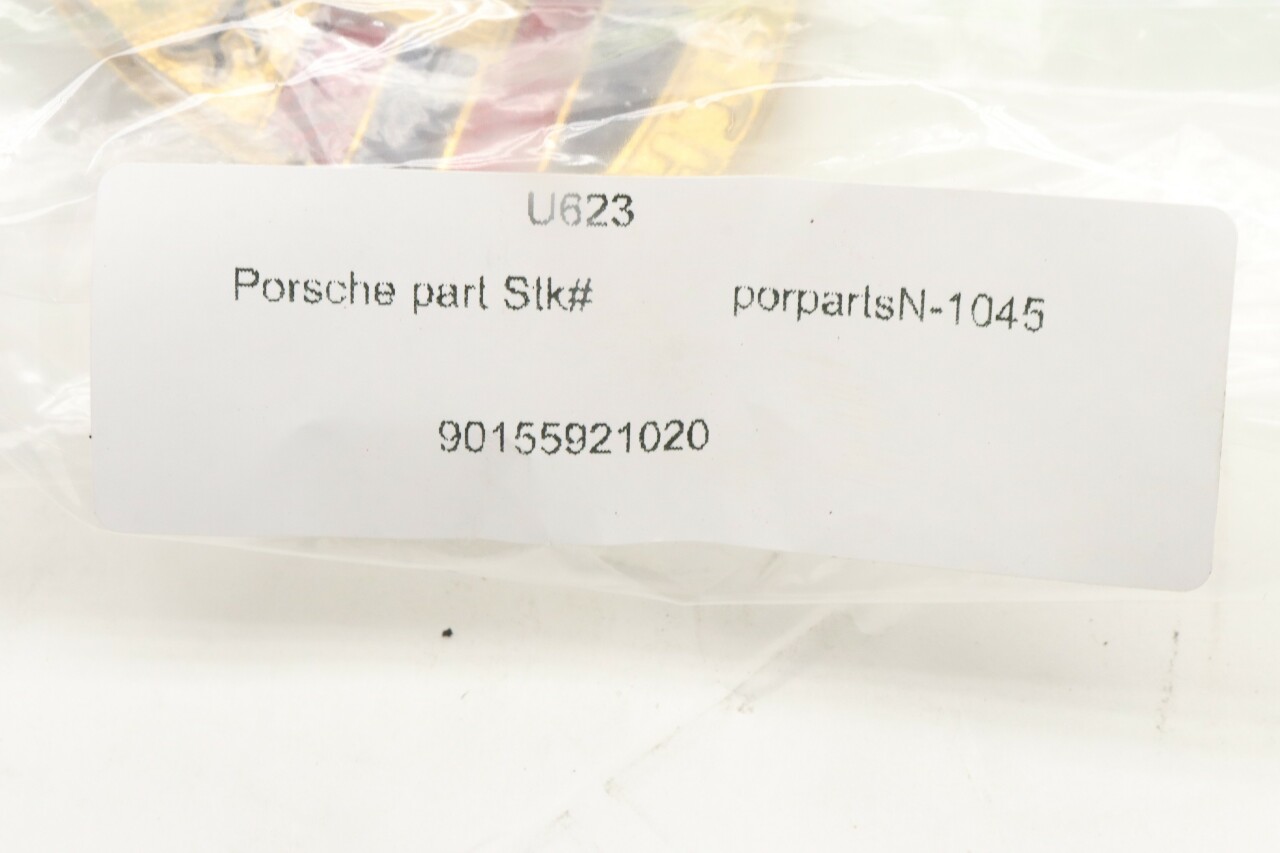 U623
Porsche part Stk# porpartsN-1045
90155921020